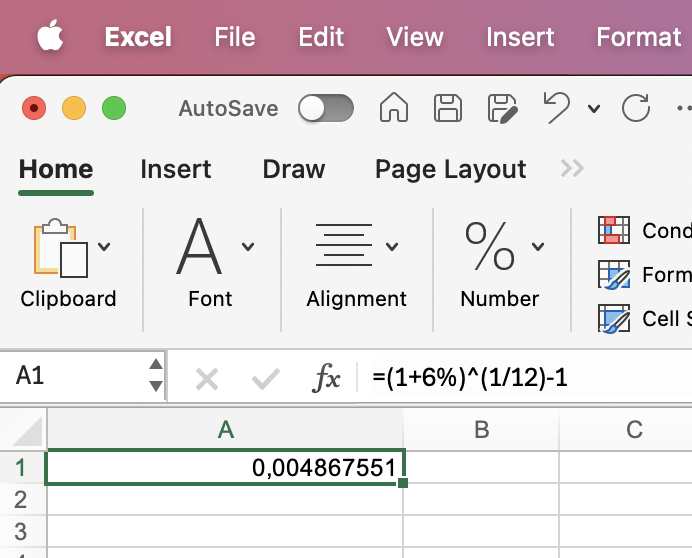 Excel File Edit View Insert Format
AutoSave
Home Insert Draw Page Layout
Clipboard Font Alignment Number
Cond
Form
Cell S
A1 fx =(1+6%)^(1/12)-1
A B C
1 0,004867551
2
3